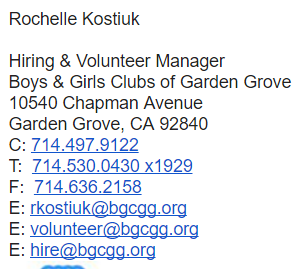 Rochelle Kostiuk
Hiring & Volunteer Manager
Boys & Girls Clubs of Garden Grove
10540 Chapman Avenue
Garden Grove, CA 92840
C: 714.497.9122
T: 714.530.0430 x1929
F: 714.636.2158
E: rkostiuk@bgcgg.org
E: volunteer@bgcgg.org
E: hire@bgcgg.org